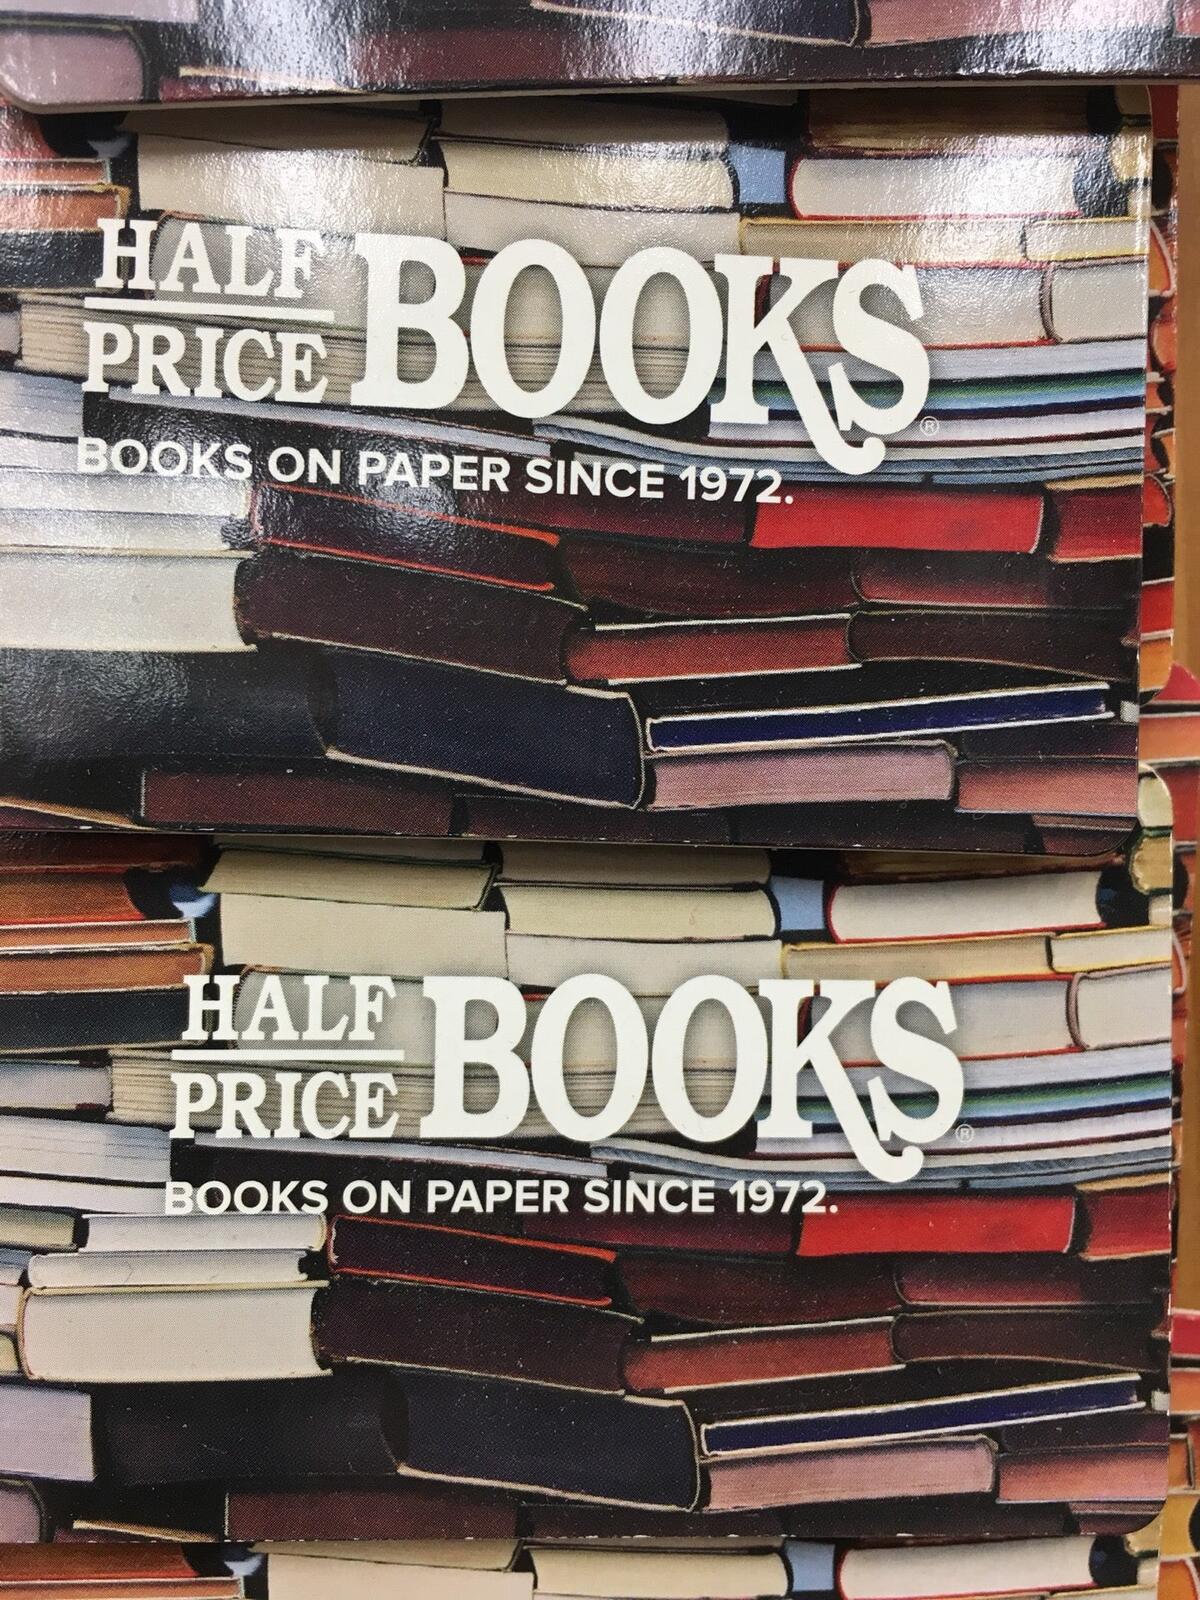 HALF
PRICE BOOKS®
BOOKS ON PAPER SINCE 1972.
HALF
PRICE BOOKS®
BOOKS ON PAPER SINCE 1972.